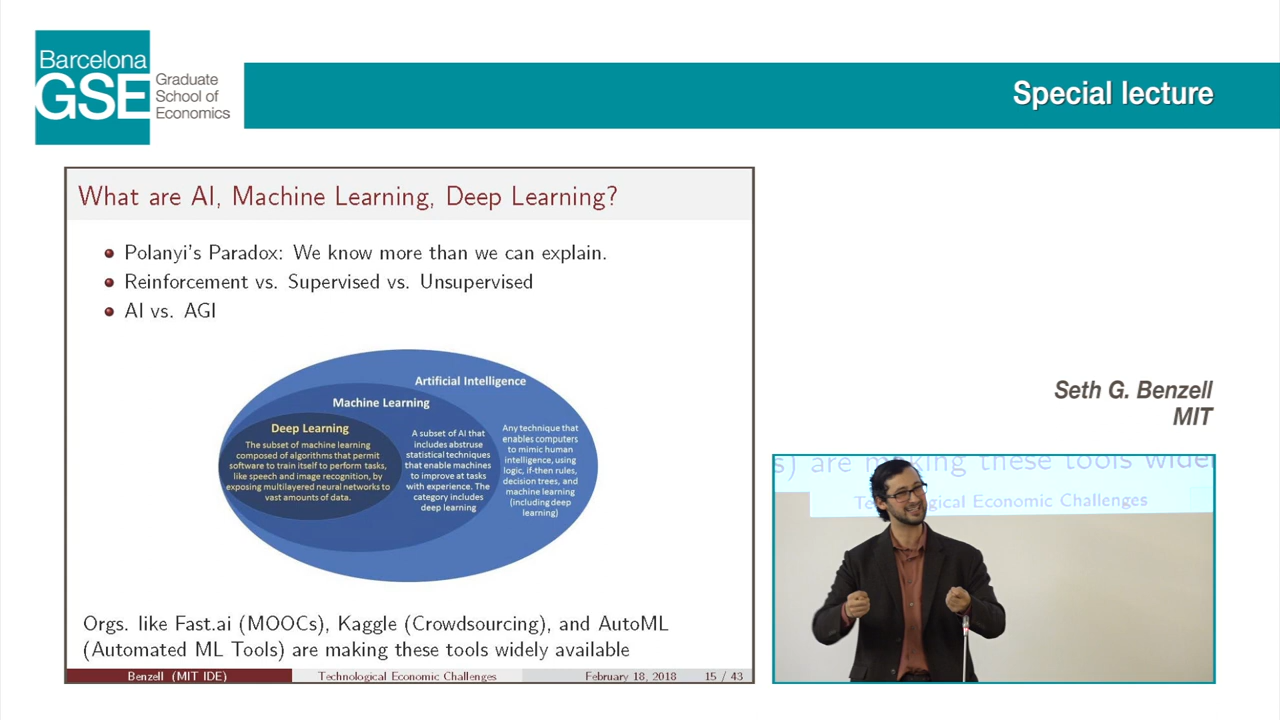 Barcelona
GSE
Graduate
School of
Economics
Special lecture
What are AI, Machine Learning, Deep Learning?
Polanyi's Paradox: We know more than we can explain.
Reinforcement vs. Supervised vs. Unsupervised
AI vs. AGI
Artificial Intelligence
Machine Learning
Deep Learning
The subset of machine learning
composed of algorithms that permit
software to train itself to perform tasks,
like speech and image recognition, by
exposing multilayered neural networks to
vast amounts of data.
A subset of AI that
includes abstruse
statistical techniques
that enable machines
to improve at tasks
with experience. The
category includes
deep learning
Any technique that
enables computers
to mimic human
intelligence, using
logic, if-then rules,
decision trees, and
machine learning
(including deep
learning)
Orgs. like Fast.ai (MOOCs), Kaggle (Crowdsourcing), and AutoML
(Automated ML Tools) are making these tools widely available
Benzell (MIT IDE) Technological Economic Challenges February 18, 2018 15 / 43
Seth G. Benzell
MIT
s) are making these tools wide
Te gical Economic Challenges